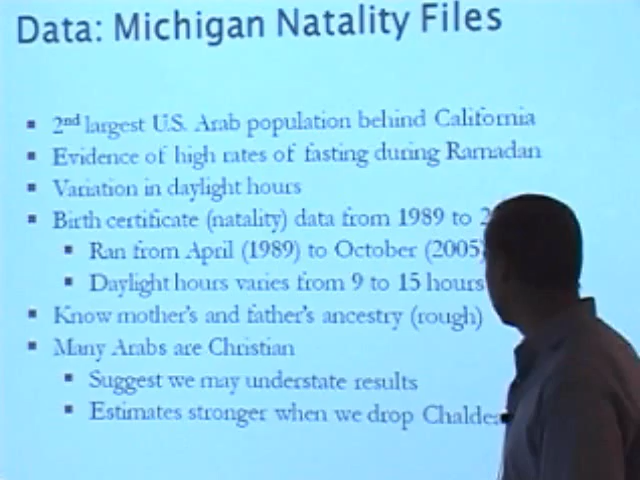 Data: Michigan Natality Files
▪ 2nd largest U.S. Arab population behind California
▪ Evidence of high rates of fasting during Ramadan
▪ Variation in daylight hours
▪ Birth certificate (natality) data from 1989 to
▪ Ran from April (1989) to October (2005)
▪ Daylight hours varies from 9 to 15 hours
▪ Know mother's and father's ancestry (rough)
▪ Many Arabs are Christian
▪ Suggest we may understate results
▪ Estimates stronger when we drop